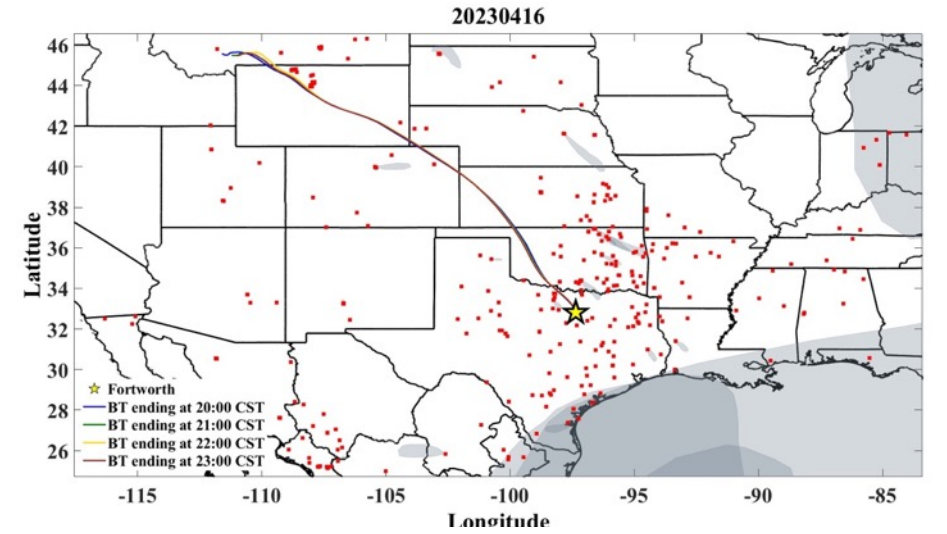 20230416
46
44
42
40
38
36
34
32
30
28
26
Latitude
Fortworth
BT ending at 20:00 CST
BT ending at 21:00 CST
BT ending at 22:00 CST
BT ending at 23:00 CST
-115 -110 -105 -100 -95 -90 -85
Longitude